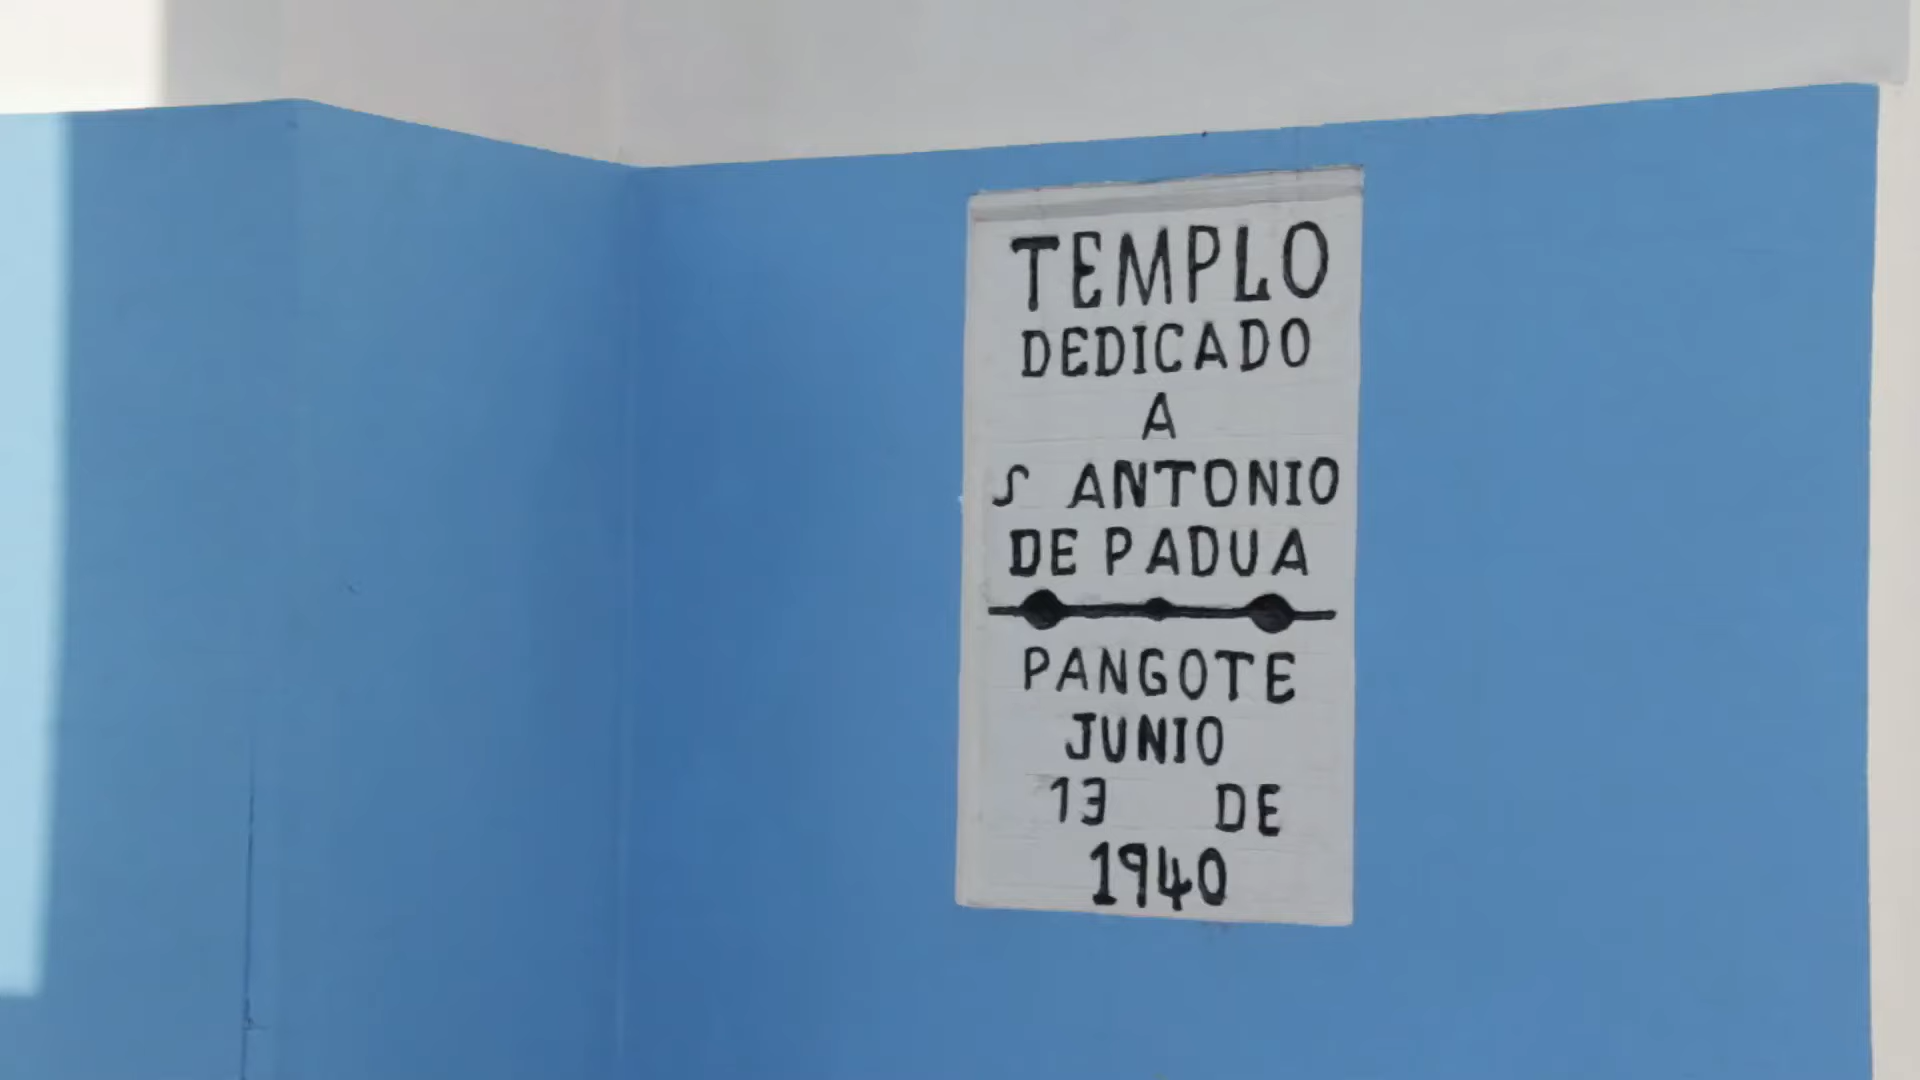 TEMPLO
DEDICADO
A
S ANTONIO
DE PADUA
PANGOTE
JUNIO
13 DE
1940